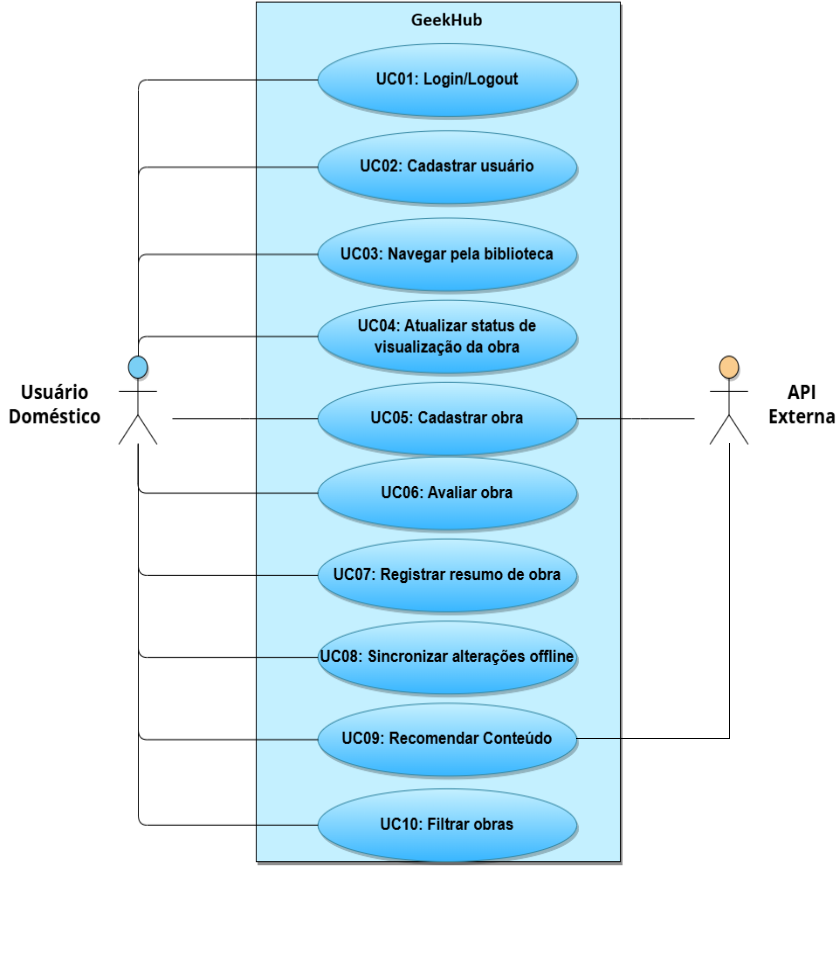 GeekHub
UC01: Login/Logout
UC02: Cadastrar usuário
UC03: Navegar pela biblioteca
UC04: Atualizar status de
visualização da obra
Usuário
Doméstico
UC05: Cadastrar obra
API
Externa
UC06: Avaliar obra
UC07: Registrar resumo de obra
UC08: Sincronizar alterações offline
UC09: Recomendar Conteúdo
UC10: Filtrar obras